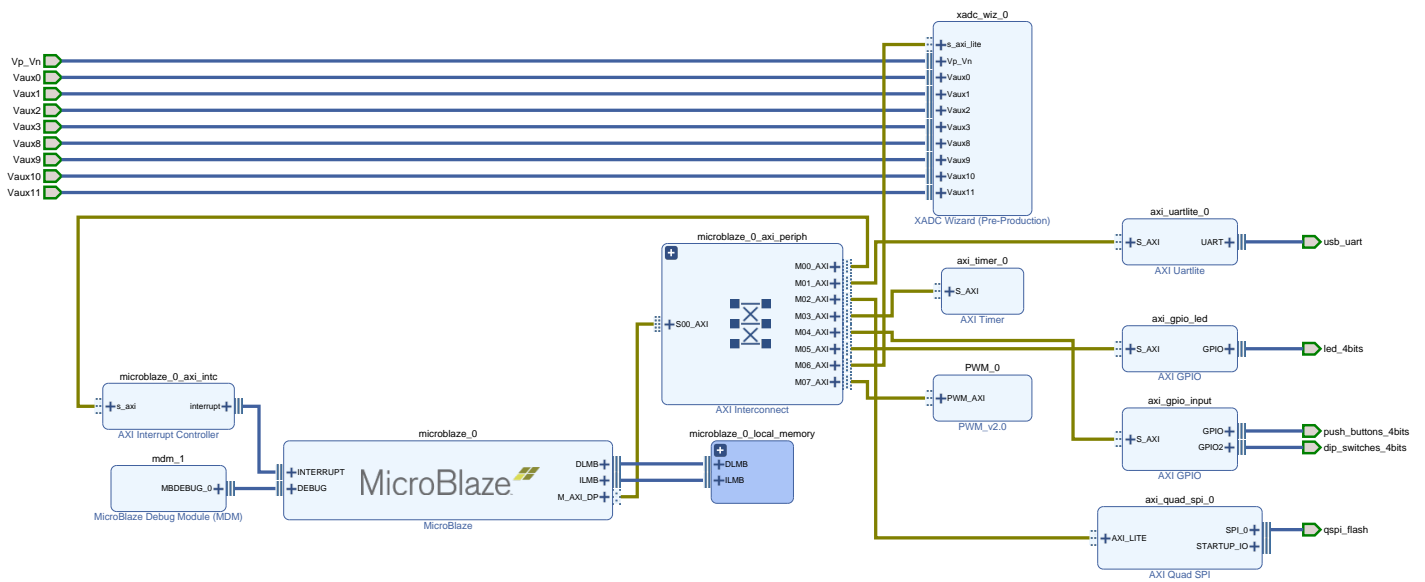 xadc_wiz_0
s_axi_lite
Vp_Vn
Vaux0
Vaux1
Vaux2
Vaux3
Vaux8
Vaux9
Vaux10
Vaux11
Vp_Vn
Vaux0
Vaux1
Vaux2
Vaux3
Vaux8
Vaux9
Vaux10
Vaux11
XADC Wizard (Pre-Production)
microblaze_0_axi_periph
S00_AXI
M00_AXI
M01_AXI
M02_AXI
M03_AXI
M04_AXI
M05_AXI
M06_AXI
M07_AXI
AXI Interconnect
axi_uartlite_0
S_AXI
UART
AXI Uartlite
usb_uart
axi_timer_0
S_AXI
AXI Timer
axi_gpio_led
S_AXI
GPIO
AXI GPIO
led_4bits
PWM_0
PWM_AXI
PWM_v2.0
axi_gpio_input
S_AXI
GPIO
GPIO2
AXI GPIO
push_buttons_4bits
dip_switches_4bits
microblaze_0_axi_intc
s_axi
interrupt
AXI Interrupt Controller
mdm_1
MBDEBUG_0
MicroBlaze Debug Module (MDM)
microblaze_0
INTERRUPT
DEBUG
MicroBlaze
DLMB
ILMB
M_AXI_DP
MicroBlaze
microblaze_0_local_memory
DLMB
ILMB
axi_quad_spi_0
AXI_LITE
SPI_0
STARTUP_IO
AXI Quad SPI
qspi_flash